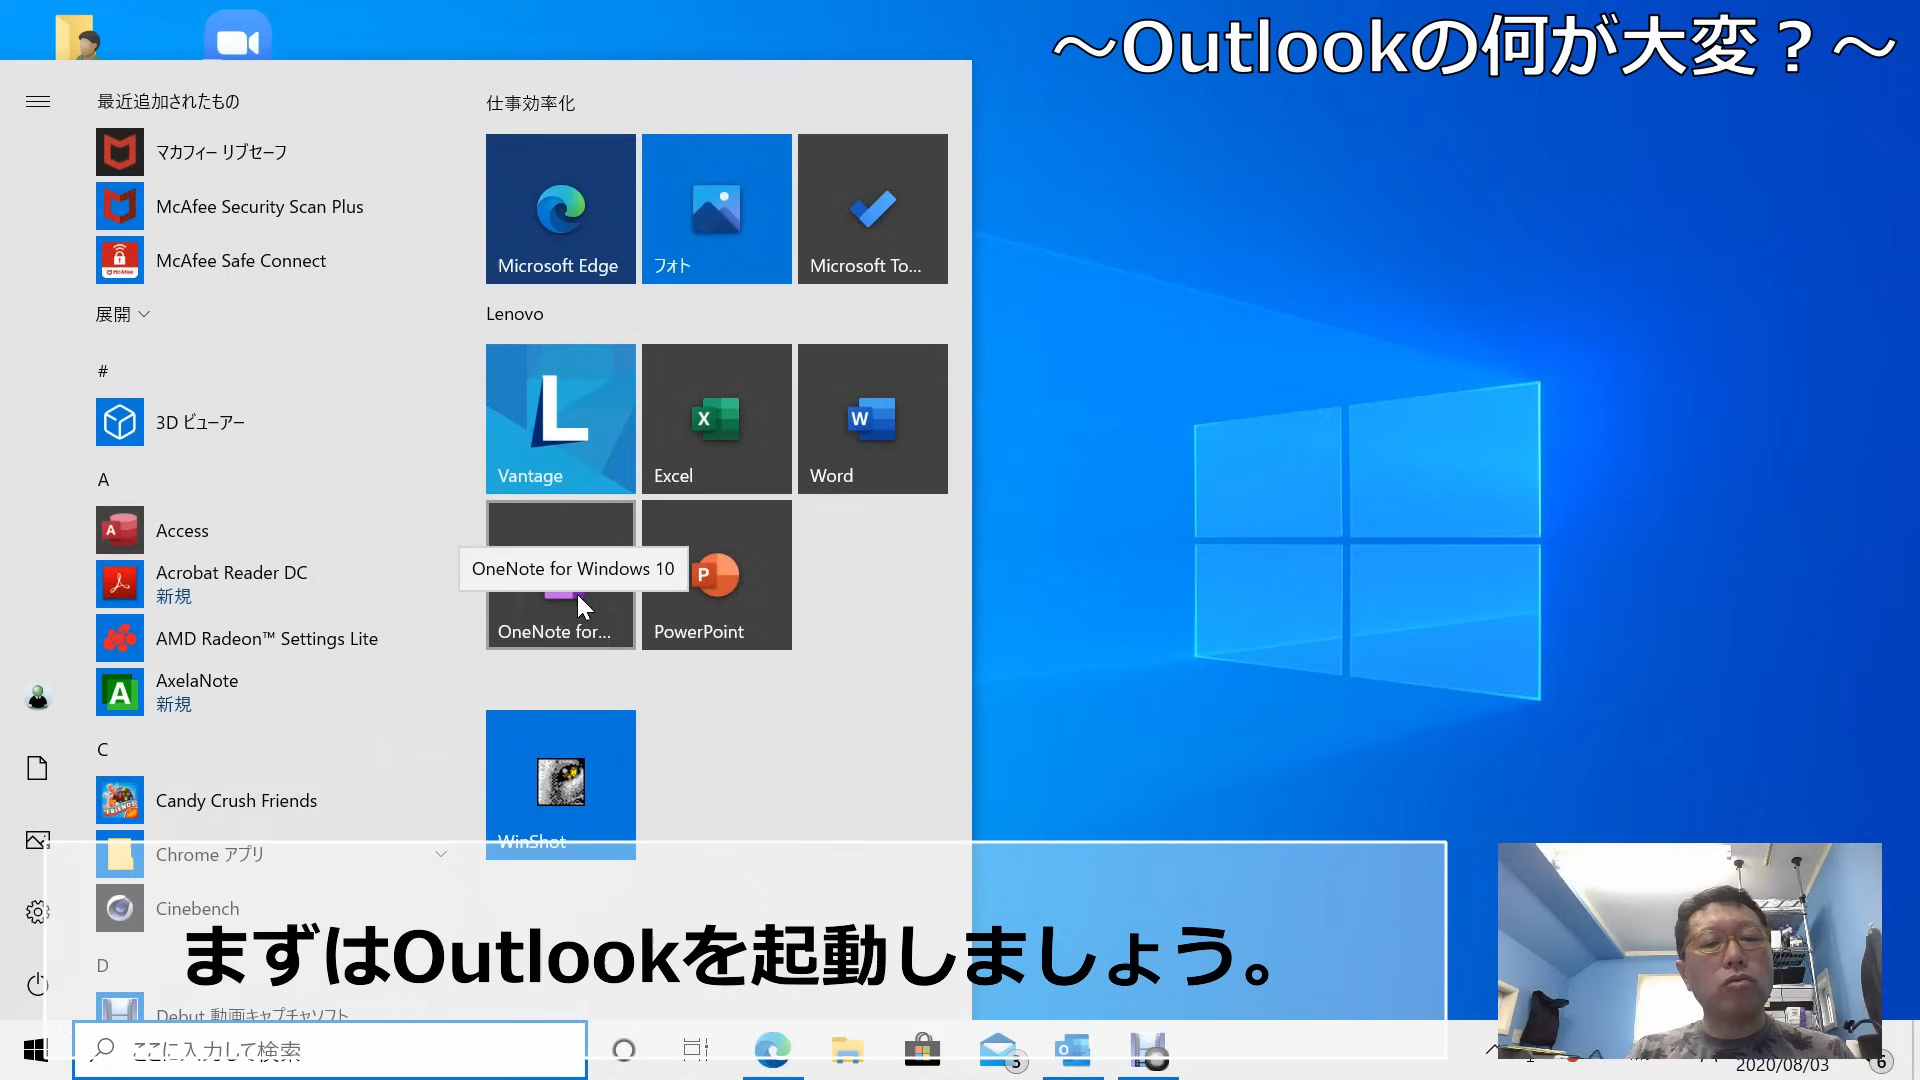 ～Outlookの何が大変？～
最近追加されたもの
マカフィー リブセーフ
McAfee Security Scan Plus
McAfee Safe Connect
展開
#
3D ビューアー
A
Access
Acrobat Reader DC
新規
AMD Radeon™ Settings Lite
AxelaNote
新規
C
Candy Crush Friends
Chrome アプリ
Cinebench
D
Debut 動画キャプチャソフト
仕事効率化
Microsoft Edge
フォト
Microsoft To...
Lenovo
Vantage
Excel
Word
OneNote for Windows 10
OneNote for...
PowerPoint
WinShot
まずはOutlookを起動しましょう。
ここに入力して検索
3
2020/08/03
6